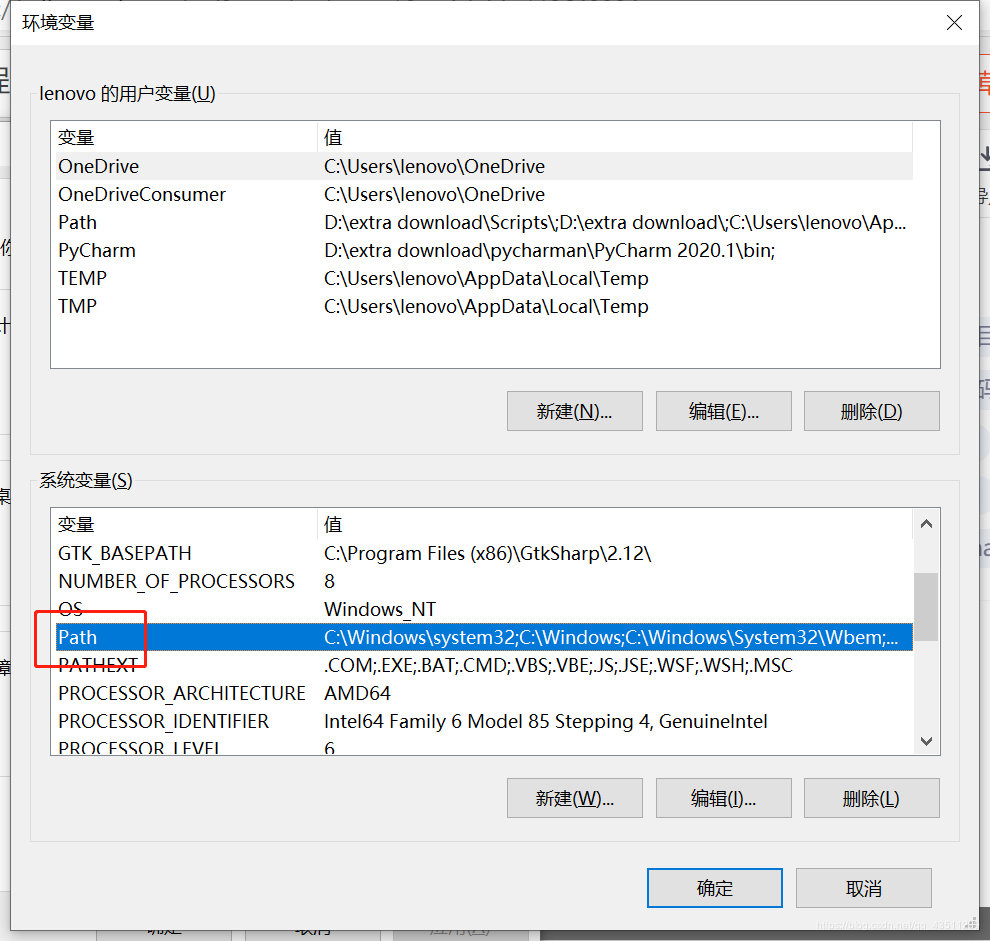 环境变量
lenovo 的用户变量(U)
变量 值
OneDrive C:\Users\lenovo\OneDrive
OneDriveConsumer C:\Users\lenovo\OneDrive
Path D:\extra download\Scripts\;D:\extra download\;C:\Users\lenovo\Ap...
PyCharm D:\extra download\pycharman\PyCharm 2020.1\bin;
TEMP C:\Users\lenovo\AppData\Local\Temp
TMP C:\Users\lenovo\AppData\Local\Temp
新建(N)... 编辑(E)... 删除(D)
系统变量(S)
变量 值
GTK_BASEPATH C:\Program Files (x86)\GtkSharp\2.12\
NUMBER_OF_PROCESSORS 8
OS Windows_NT
Path C:\Windows\system32;C:\Windows;C:\Windows\System32\Wbem;...
PATHEXT .COM;.EXE;.BAT;.CMD;.VBS;.VBE;.JS;.JSE;.WSF;.WSH;.MSC
PROCESSOR_ARCHITECTURE AMD64
PROCESSOR_IDENTIFIER Intel64 Family 6 Model 85 Stepping 4, GenuineIntel
PROCESSOR_LEVEL 6
新建(W)... 编辑(I)... 删除(L)
确定 取消